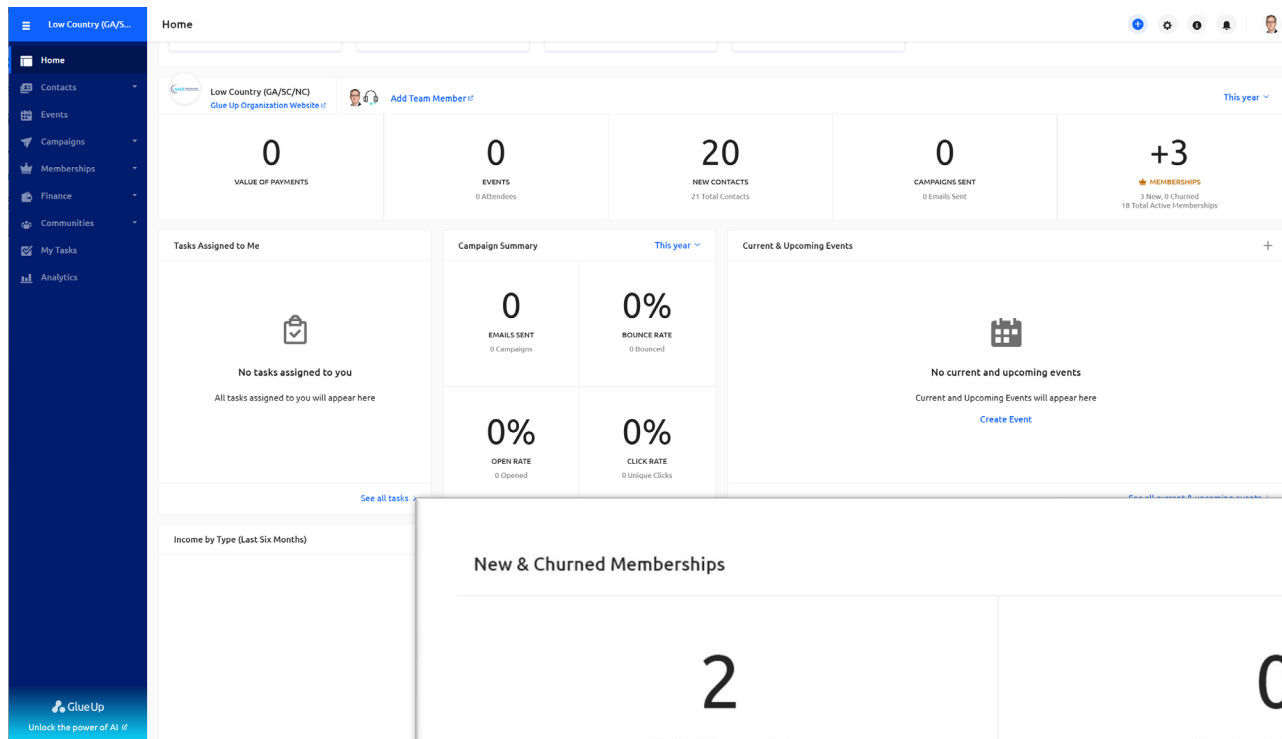 Low Country (GA/S...
Home
Home
Contacts
Events
Campaigns
Memberships
Finance
Communities
My Tasks
Analytics
GlueUp
Unlock the power of AI
Low Country (GA/SC/NC)
Glue Up Organization Website
Add Team Member
This year
0
VALUE OF PAYMENTS
0
EVENTS
0 Attendees
20
NEW CONTACTS
21 Total Contacts
0
CAMPAIGNS SENT
0 Emails Sent
+3
MEMBERSHIPS
3 New, 0 Churned
18 Total Active Memberships
Tasks Assigned to Me
No tasks assigned to you
All tasks assigned to you will appear here
See all tasks
Campaign Summary
This year
0
EMAILS SENT
0 Campaigns
0%
BOUNCE RATE
0 Bounced
0%
OPEN RATE
0 Opened
0%
CLICK RATE
0 Unique Clicks
Current & Upcoming Events
No current and upcoming events
Current and Upcoming Events will appear here
Create Event
See all current & upcoming events
Income by Type (Last Six Months)
New & Churned Memberships
2
0